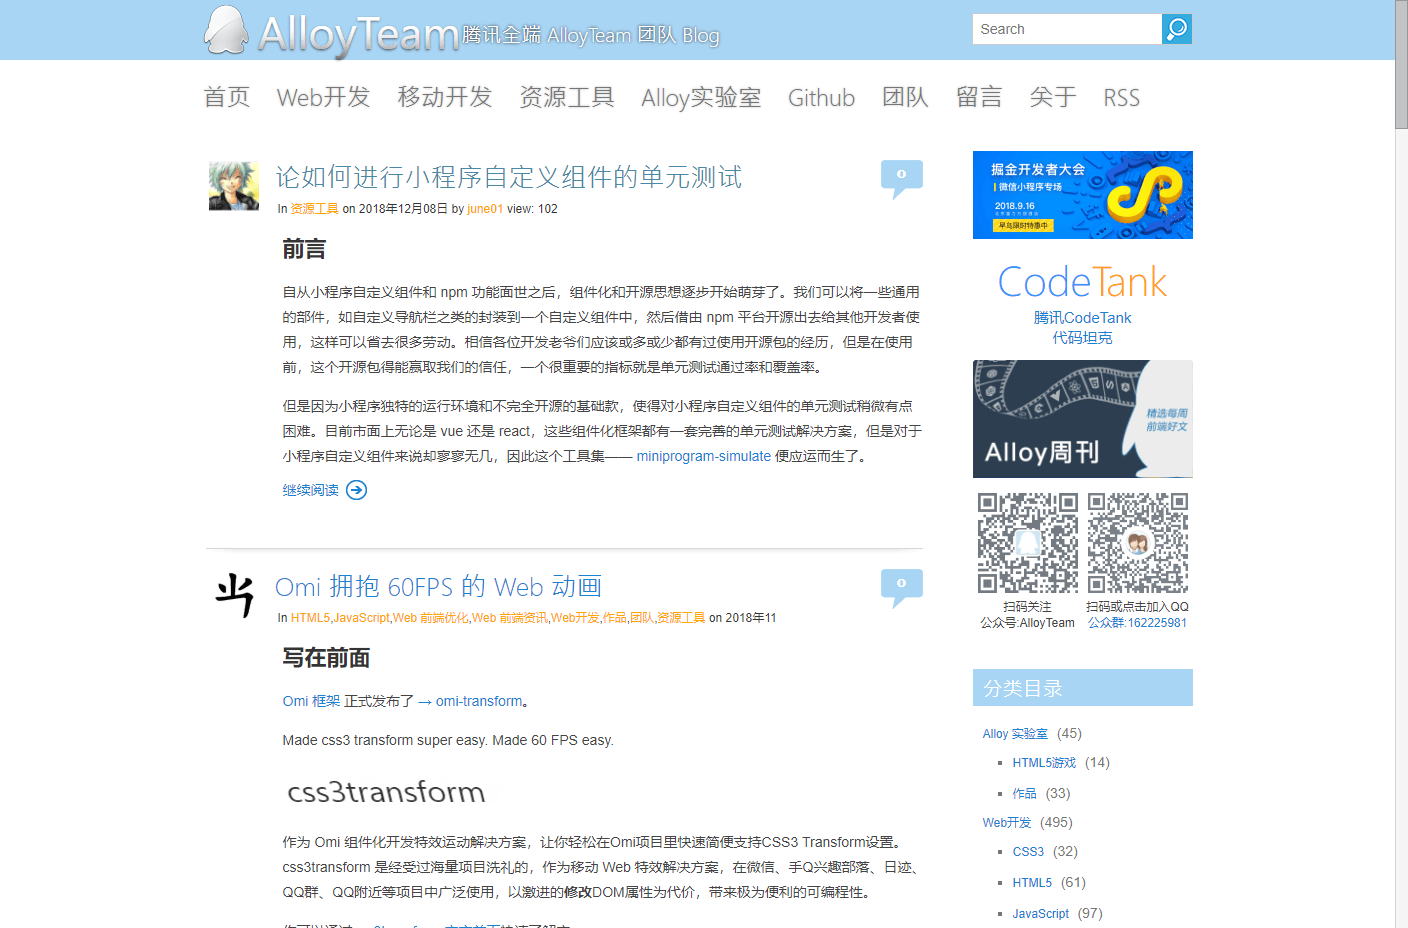 AlloyTeam 腾讯全端 AlloyTeam 团队 Blog
Search
首页 Web开发 移动开发 资源工具 Alloy实验室 Github 团队 留言 关于 RSS
论如何进行小程序自定义组件的单元测试
0
In 资源工具 on 2018年12月08日 by june01 view: 102
前言
自从小程序自定义组件和 npm 功能面世之后，组件化和开源思想逐步开始萌芽了。我们可以将一些通用
的部件，如自定义导航栏之类的封装到一个自定义组件中，然后借由 npm 平台开源出去给其他开发者使
用，这样可以省去很多劳动。相信各位开发老爷们应该或多或少都有过使用开源包的经历，但是在使用
前，这个开源包得能赢取我们的信任，一个很重要的指标就是单元测试通过率和覆盖率。
但是因为小程序独特的运行环境和不完全开源的基础款，使得对小程序自定义组件的单元测试稍微有点
困难。目前市面上无论是 vue 还是 react，这些组件化框架都有一套完善的单元测试解决方案，但是对于
小程序自定义组件来说却寥寥无几，因此这个工具集—— miniprogram-simulate 便应运而生了。
继续阅读
Omi 拥抱 60FPS 的 Web 动画
0
In HTML5,JavaScript,Web 前端优化,Web 前端资讯,Web开发,作品,团队,资源工具 on 2018年11
写在前面
Omi 框架 正式发布了 → omi-transform。
Made css3 transform super easy. Made 60 FPS easy.
css3transform
作为 Omi 组件化开发特效运动解决方案，让你轻松在Omi项目里快速简便支持CSS3 Transform设置。
css3transform 是经受过海量项目洗礼的，作为移动 Web 特效解决方案，在微信、手Q兴趣部落、日迹、
QQ群、QQ附近等项目中广泛使用，以激进的修改DOM属性为代价，带来极为便利的可编程性。
掘金开发者大会
微信小程序专场
2018.9.16
早鸟限时特惠中
CodeTank
腾讯CodeTank
代码坦克
精选每周
前端好文
Alloy周刊
扫码关注
公众号:AlloyTeam
扫码或点击加入QQ
公众群:162225981
分类目录
Alloy 实验室 (45)
HTML5游戏 (14)
作品 (33)
Web开发 (495)
CSS3 (32)
HTML5 (61)
JavaScript (97)